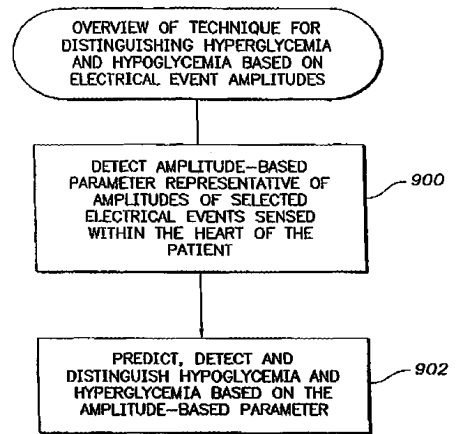 OVERVIEW OF TECHNIQUE FOR
DISTINGUISHING HYPERGLYCEMIA
AND HYPOGLYCEMIA BASED ON
ELECTRICAL EVENT AMPLITUDES
DETECT AMPLITUDE-BASED
PARAMETER REPRESENTATIVE OF
AMPLITUDES OF SELECTED
ELECTRICAL EVENTS SENSED
WITHIN THE HEART OF THE
PATIENT
900
PREDICT, DETECT AND
DISTINGUISH HYPOGLYCEMIA AND
HYPERGLYCEMIA BASED ON THE
AMPLITUDE-BASED PARAMETER
902